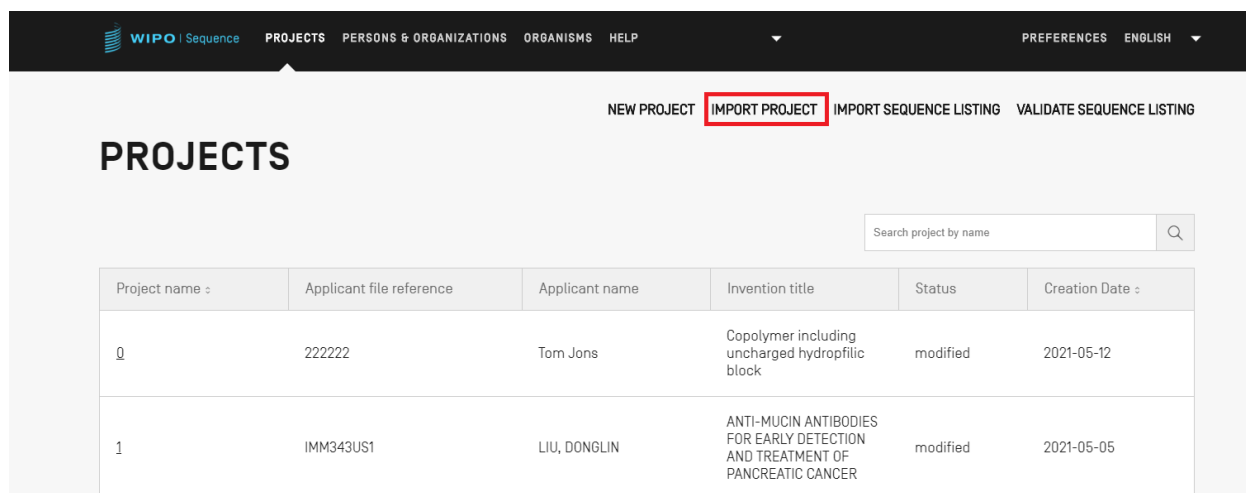 WIPO | Sequence PROJECTS PERSONS & ORGANIZATIONS ORGANISMS HELP PREFERENCES ENGLISH
NEW PROJECT IMPORT PROJECT IMPORT SEQUENCE LISTING VALIDATE SEQUENCE LISTING
PROJECTS
Search project by name
Project name Applicant file reference Applicant name Invention title Status Creation Date
0 222222 Tom Jons Copolymer including uncharged hydropfilic block modified 2021-05-12
1 IMM343US1 LIU, DONGLIN ANTI-MUCIN ANTIBODIES FOR EARLY DETECTION AND TREATMENT OF PANCREATIC CANCER modified 2021-05-05